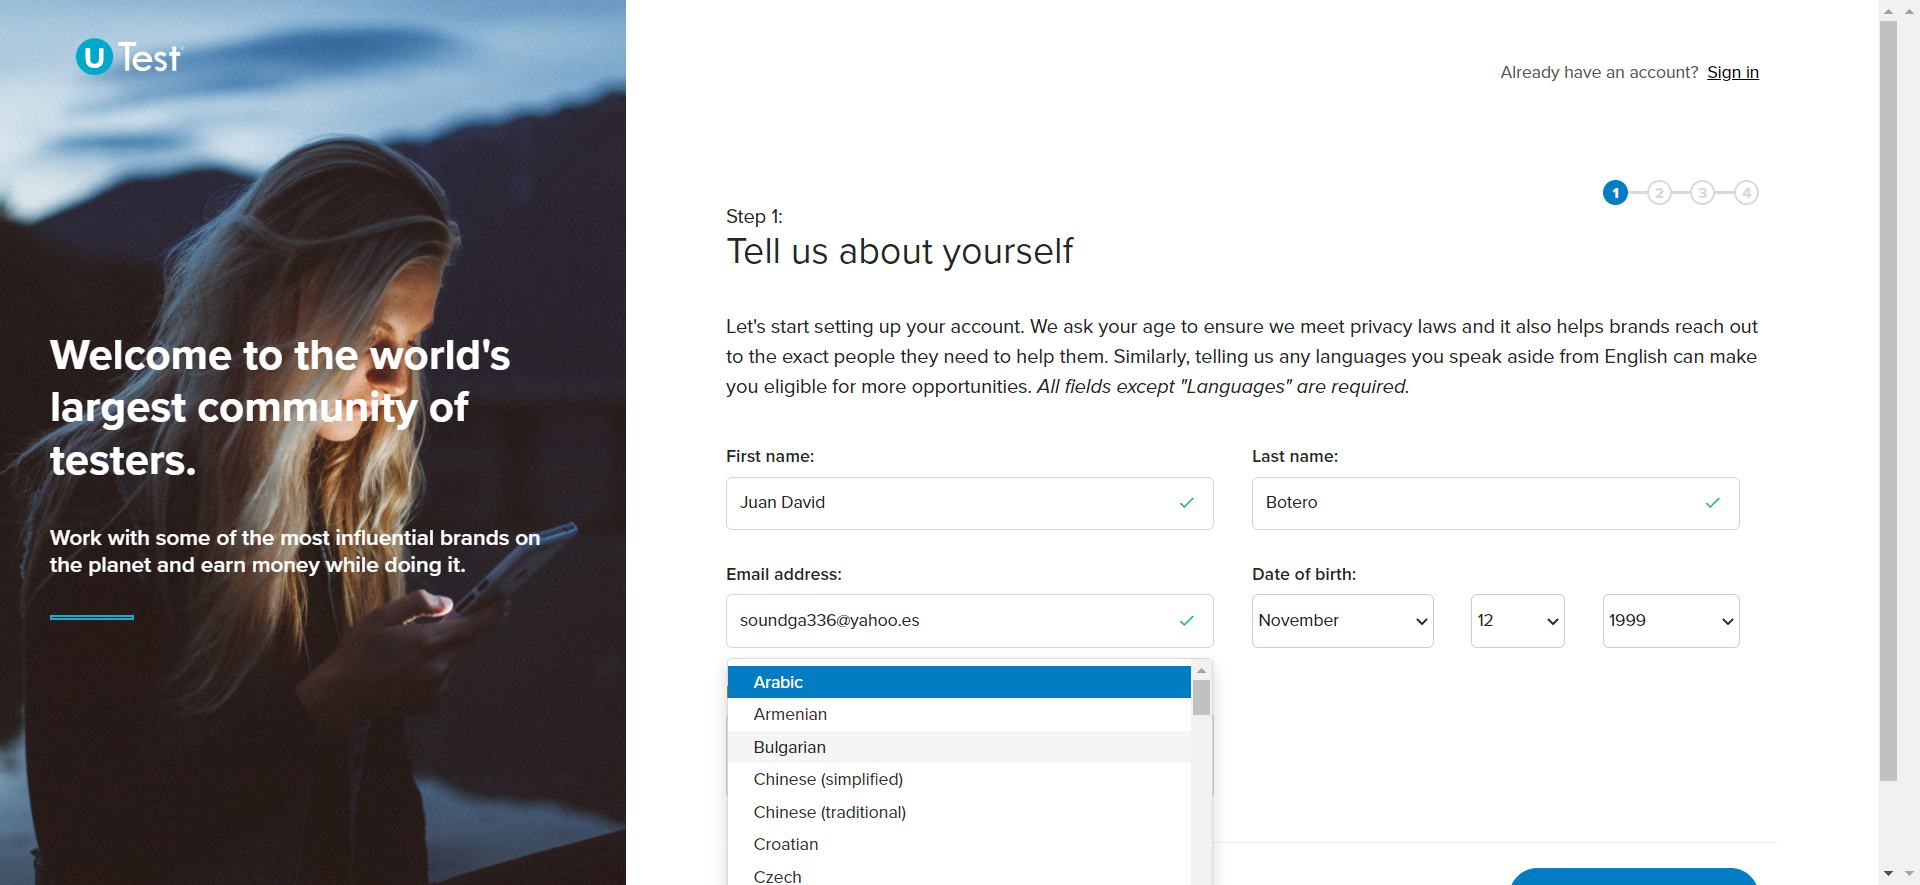 U Test
Already have an account? Sign in
1 2 3 4
Step 1:
Tell us about yourself
Let's start setting up your account. We ask your age to ensure we meet privacy laws and it also helps brands reach out
to the exact people they need to help them. Similarly, telling us any languages you speak aside from English can make
you eligible for more opportunities. All fields except "Languages" are required.
Welcome to the world's
largest community of
testers.
Work with some of the most influential brands on
the planet and earn money while doing it.
First name:
Last name:
Juan David
Botero
Email address:
Date of birth:
soundga336@yahoo.es
November
12
1999
Arabic
Armenian
Bulgarian
Chinese (simplified)
Chinese (traditional)
Croatian
Czech